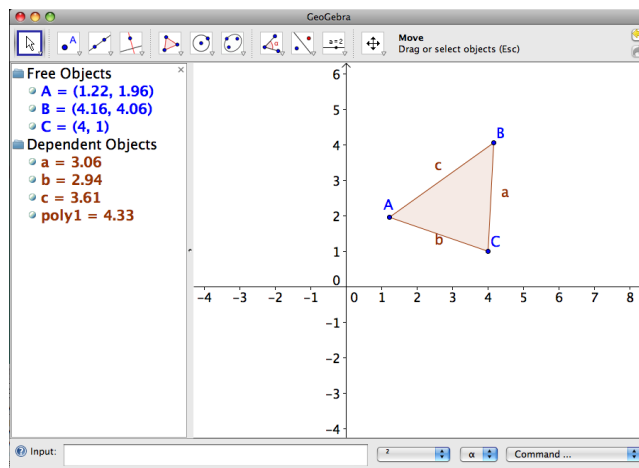 GeoGebra
A
α
a=2
Move
Drag or select objects (Esc)
Free Objects
A = (1.22, 1.96)
B = (4.16, 4.06)
C = (4, 1)
Dependent Objects
a = 3.06
b = 2.94
c = 3.61
poly1 = 4.33
6
5
4
3
2
1
0
-4 -3 -2 -1 0 1 2 3 4 5 6 7 8
-1
-2
-3
-4
A
B
C
a
b
c
Input:
²
α
Command ...